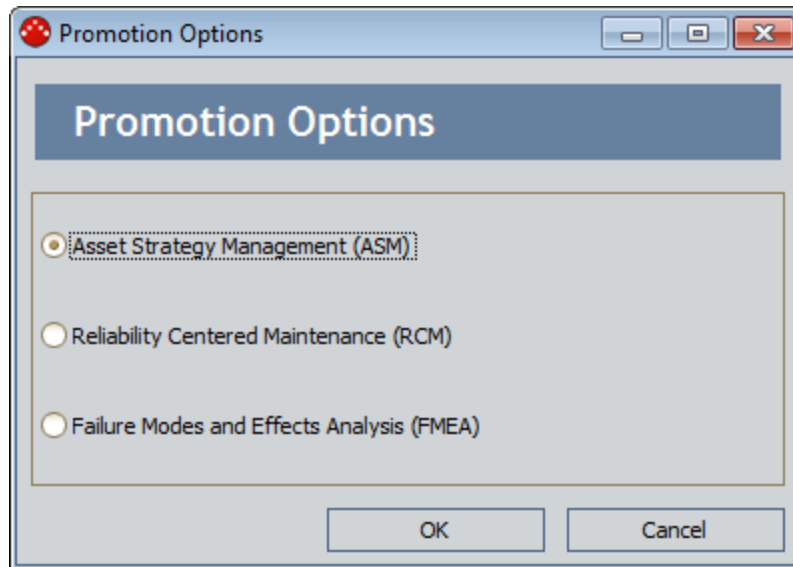 Promotion Options
Promotion Options
Asset Strategy Management (ASM)
Reliability Centered Maintenance (RCM)
Failure Modes and Effects Analysis (FMEA)
OK Cancel